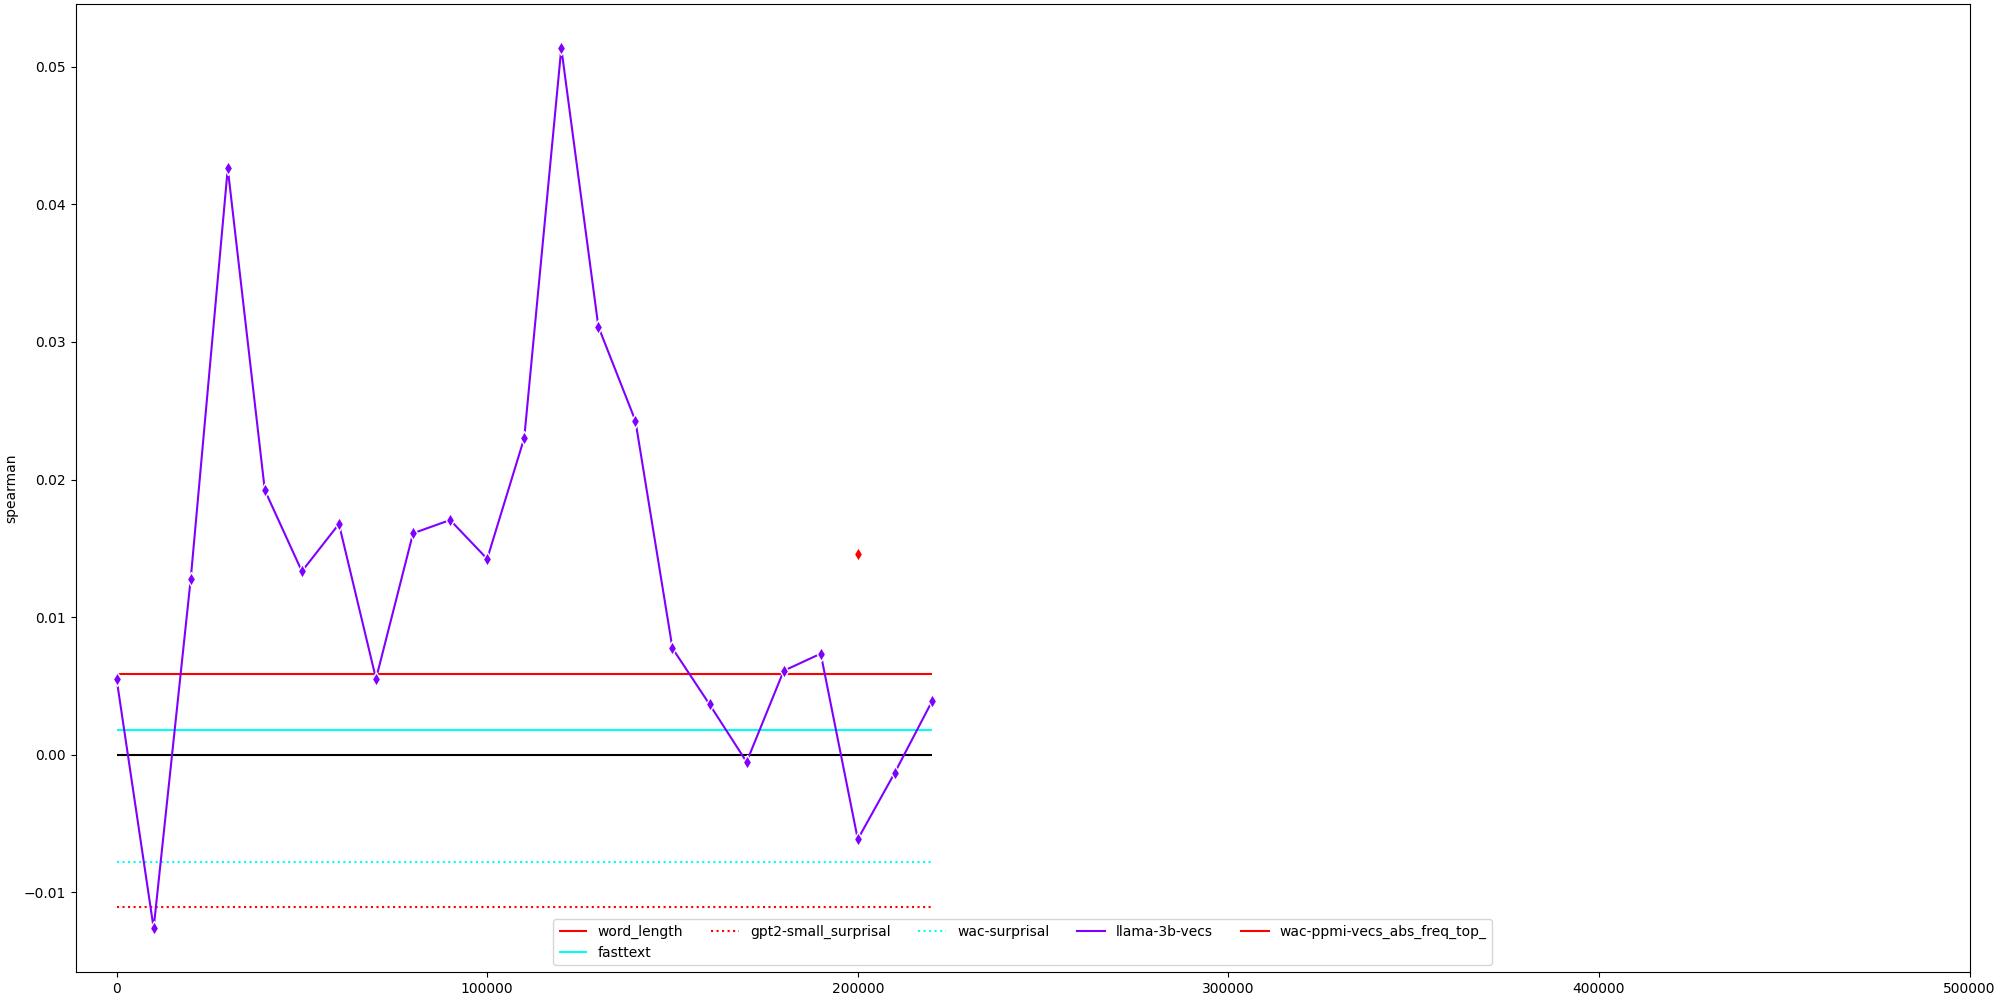 0.05
0.04
0.03
0.02
0.01
0.00
−0.01
spearman
word_length gpt2-small_surprisal wac-surprisal llama-3b-vecs wac-ppmi-vecs_abs_freq_top_
fasttext
0 100000 200000 300000 400000 500000